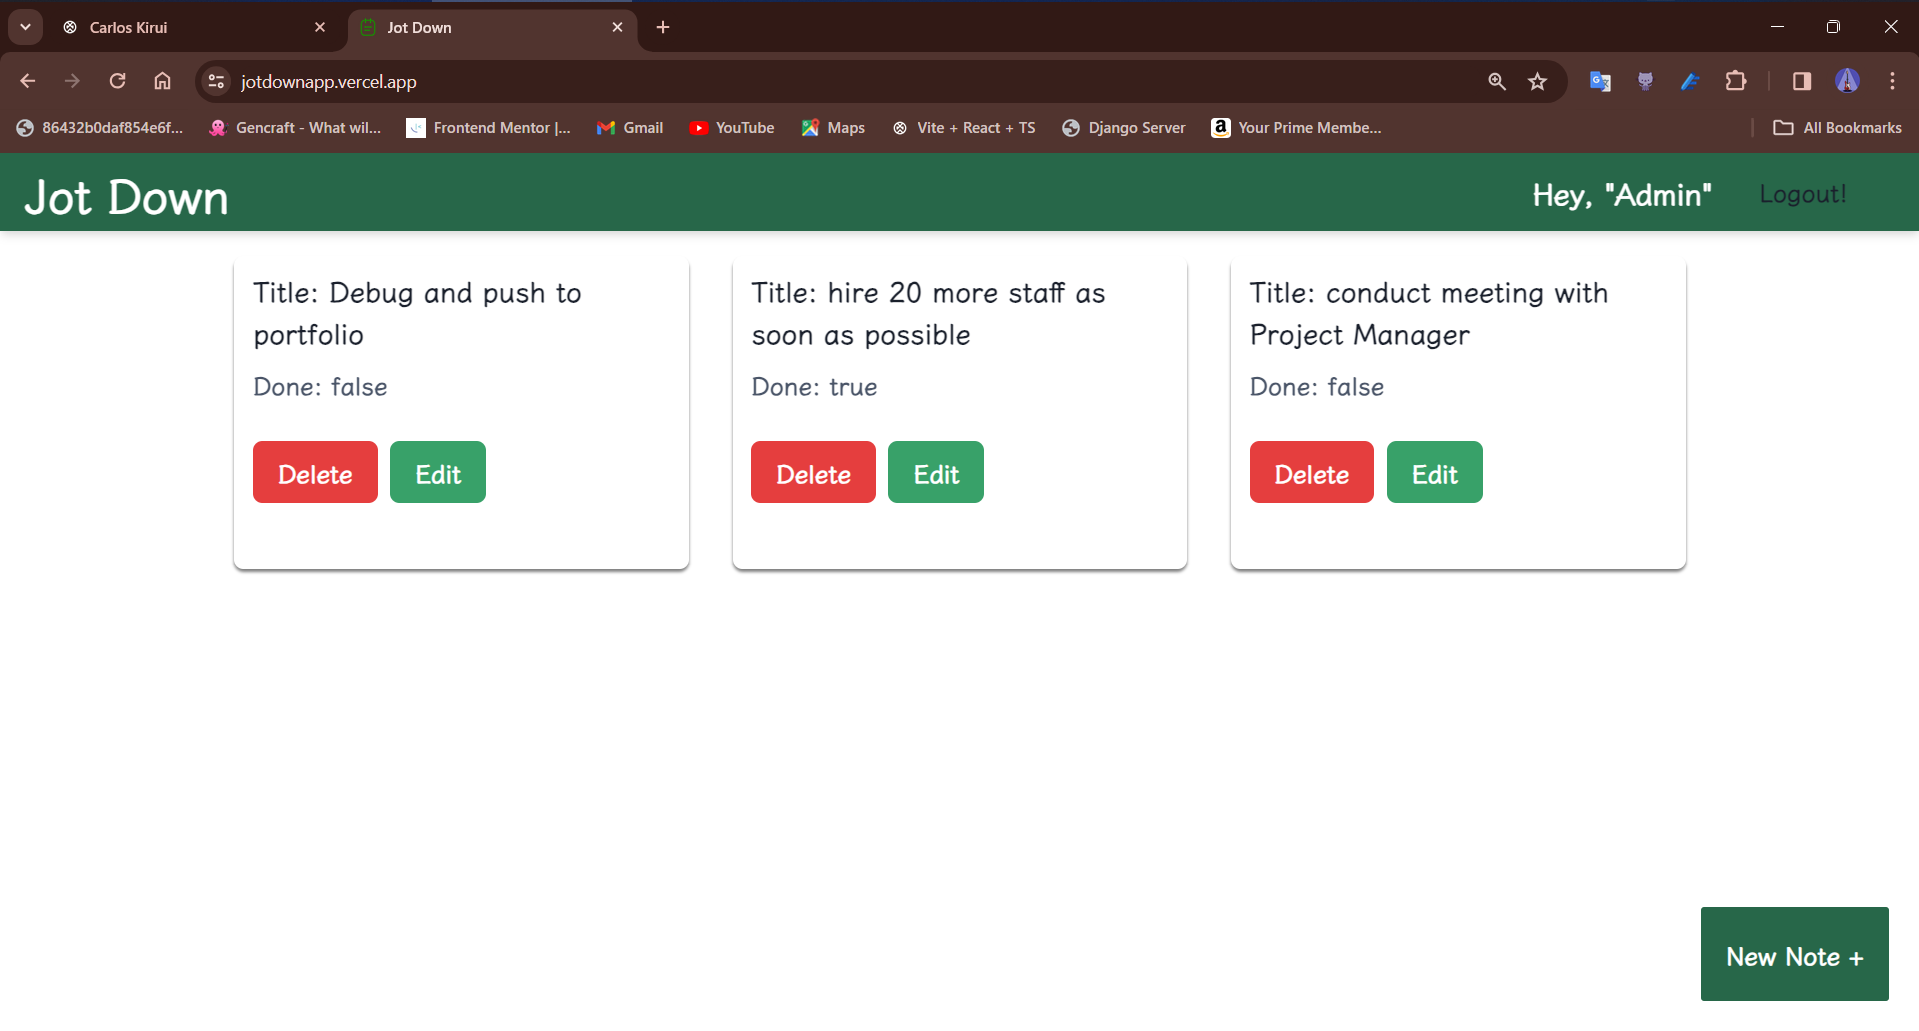 Carlos Kirui
Jot Down
jotdownapp.vercel.app
86432b0daf854e6f...
Gencraft - What wil...
Frontend Mentor |...
Gmail
YouTube
Maps
Vite + React + TS
Django Server
Your Prime Membe...
All Bookmarks
Jot Down
Hey, "Admin"
Logout!
Title: Debug and push to
portfolio
Done: false
Delete
Edit
Title: hire 20 more staff as
soon as possible
Done: true
Delete
Edit
Title: conduct meeting with
Project Manager
Done: false
Delete
Edit
New Note +